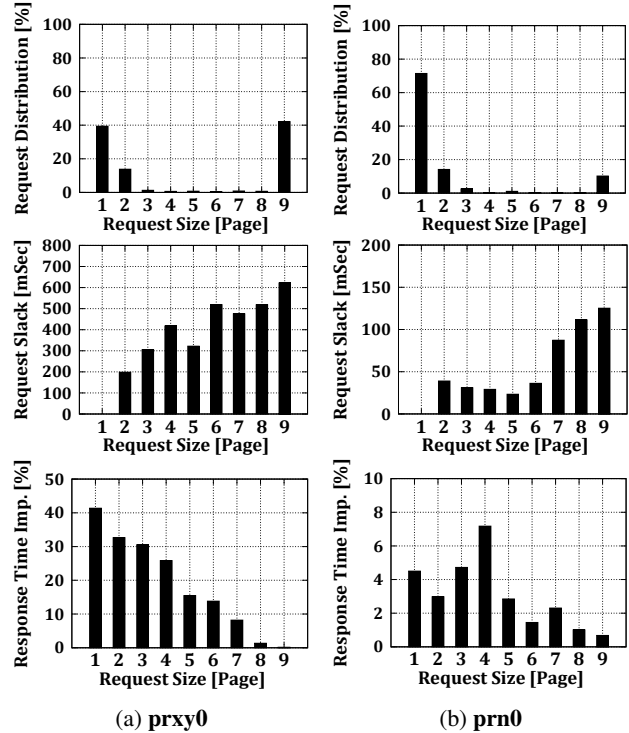 Request Distribution [%]
100
80
60
40
20
0
1 2 3 4 5 6 7 8 9
Request Size [Page]
Request Distribution [%]
100
80
60
40
20
0
1 2 3 4 5 6 7 8 9
Request Size [Page]
Request Slack [mSec]
800
700
600
500
400
300
200
100
0
1 2 3 4 5 6 7 8 9
Request Size [Page]
Request Slack [mSec]
200
150
100
50
0
1 2 3 4 5 6 7 8 9
Request Size [Page]
Response Time Imp. [%]
50
40
30
20
10
0
1 2 3 4 5 6 7 8 9
Request Size [Page]
Response Time Imp. [%]
10
8
6
4
2
0
1 2 3 4 5 6 7 8 9
Request Size [Page]
(a) prxy0
(b) prn0